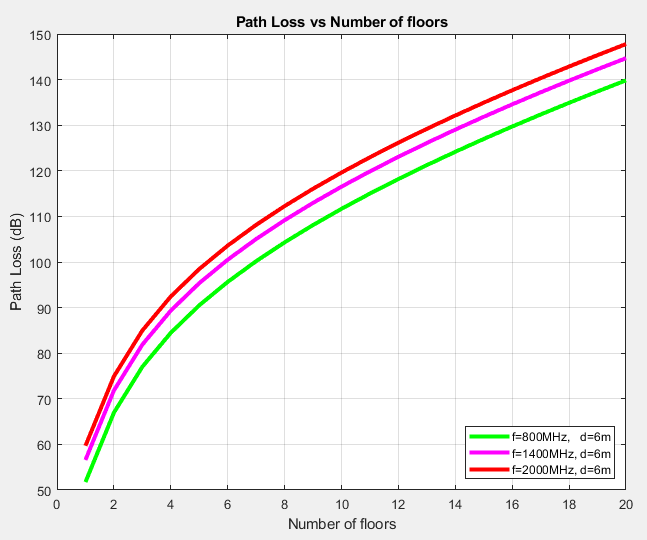 Path Loss vs Number of floors
150
140
130
120
110
100
90
80
70
60
50
Path Loss (dB)
0 2 4 6 8 10 12 14 16 18 20
Number of floors
f=800MHz, d=6m
f=1400MHz, d=6m
f=2000MHz, d=6m